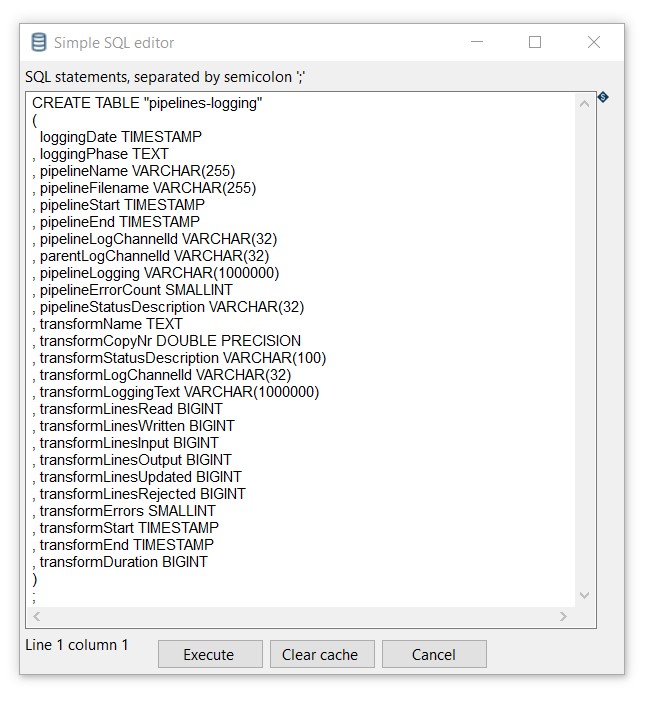 Simple SQL editor
SQL statements, separated by semicolon ';'
CREATE TABLE "pipelines-logging"
(
loggingDate TIMESTAMP
, loggingPhase TEXT
, pipelineName VARCHAR(255)
, pipelineFilename VARCHAR(255)
, pipelineStart TIMESTAMP
, pipelineEnd TIMESTAMP
, pipelineLogChannelId VARCHAR(32)
, parentLogChannelId VARCHAR(32)
, pipelineLogging VARCHAR(1000000)
, pipelineErrorCount SMALLINT
, pipelineStatusDescription VARCHAR(32)
, transformName TEXT
, transformCopyNr DOUBLE PRECISION
, transformStatusDescription VARCHAR(100)
, transformLogChannelId VARCHAR(32)
, transformLoggingText VARCHAR(1000000)
, transformLinesRead BIGINT
, transformLinesWritten BIGINT
, transformLinesInput BIGINT
, transformLinesOutput BIGINT
, transformLinesUpdated BIGINT
, transformLinesRejected BIGINT
, transformErrors SMALLINT
, transformStart TIMESTAMP
, transformEnd TIMESTAMP
, transformDuration BIGINT
)
;
Line 1 column 1
Execute
Clear cache
Cancel